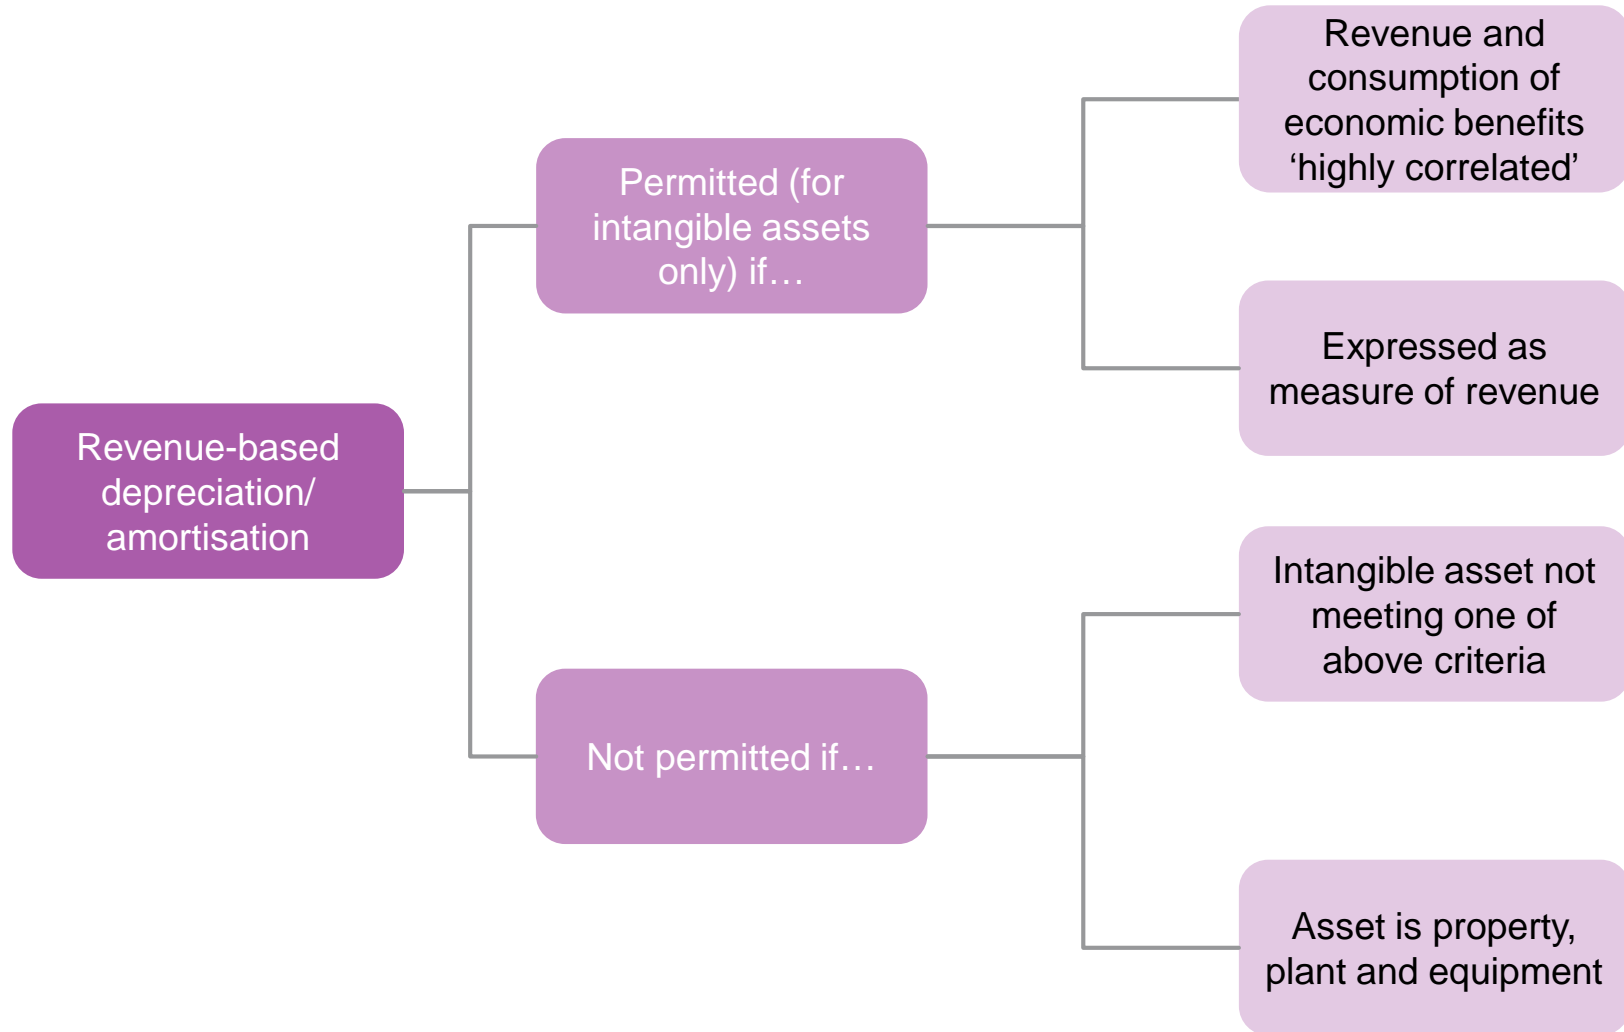 Revenue-based
depreciation/
amortisation
Permitted (for
intangible assets
only) if…
Revenue and
consumption of
economic benefits
‘highly correlated’
Expressed as
measure of revenue
Not permitted if…
Intangible asset not
meeting one of
above criteria
Asset is property,
plant and equipment